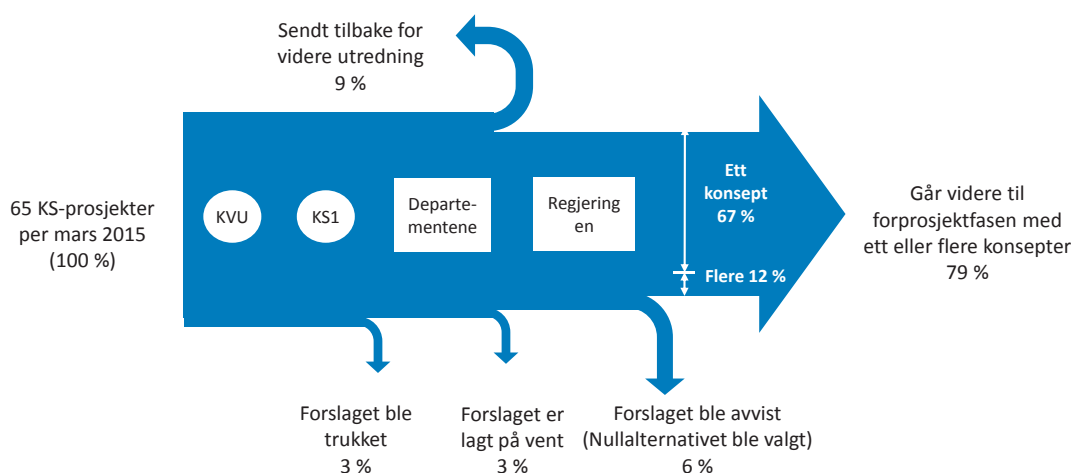 Sendt tilbake for
videre utredning
9 %
65 KS-prosjekter
per mars 2015
(100 %)
KVU
KS1
Departe-
mentene
Regjering
en
Ett
konsept
67 %
Flere 12 %
Går videre til
forprosjektfasen med
ett eller flere konsepter
79 %
Forslaget ble
trukket
3 %
Forslaget er
lagt på vent
3 %
Forslaget ble avvist
(Nullalternativet ble valgt)
6 %